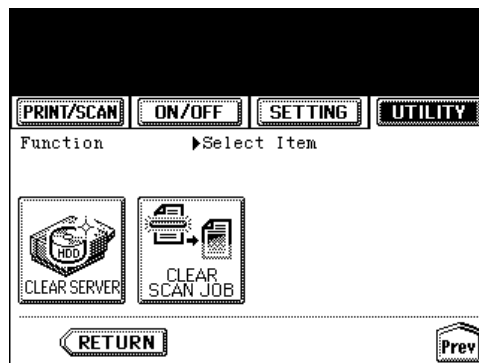 PRINT/SCAN ON/OFF SETTING UTILITY
Function ▶Select Item
HDD
CLEAR SERVER
CLEAR
SCAN JOB
RETURN
Prev